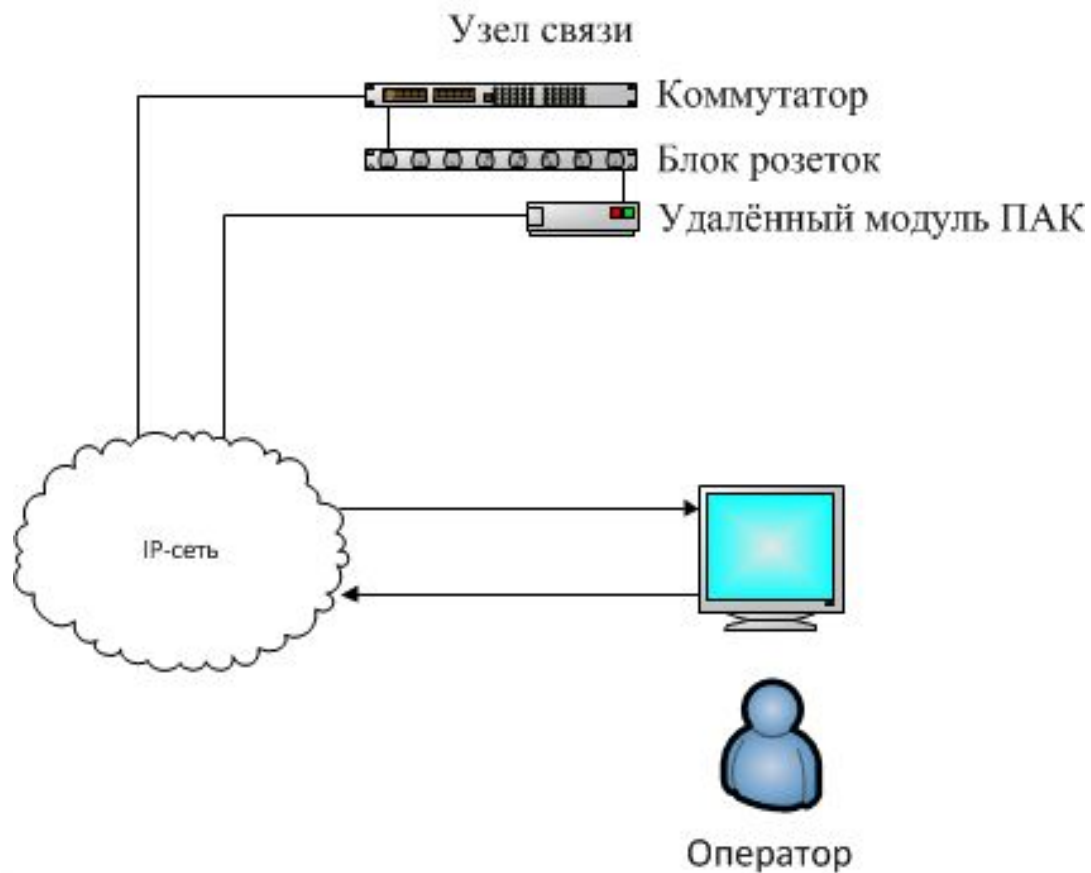 Узел связи
Коммутатор
Блок розеток
Удалённый модуль ПАК
IP-сеть
Оператор